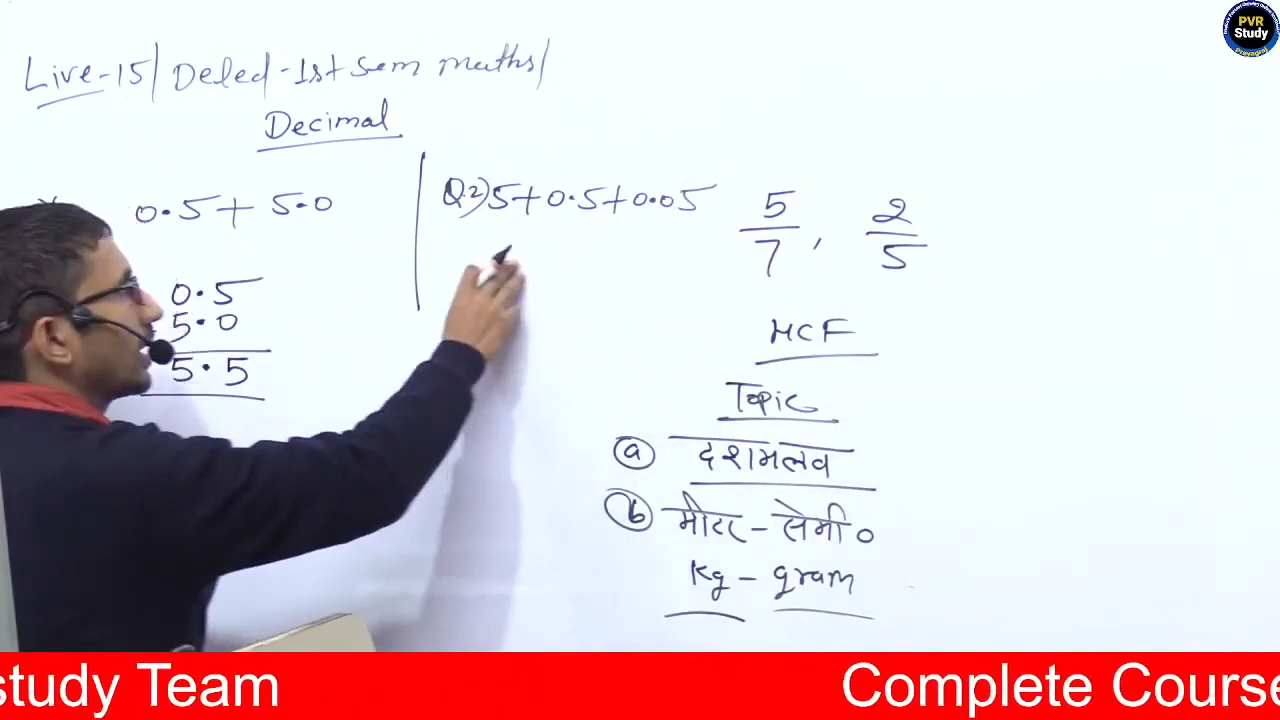 Live-15/ Deled-1st sem maths/
Decimal
0.5+5.0
0.5
5.0
5.5
Q.2) 5+0.5+0.05
5/7, 2/5
HCF
Topic
(a) दशमलव
(b) मीटर - सेमी०
Kg - gram
PVR
Study
Prayagraj
study Team
Complete Course